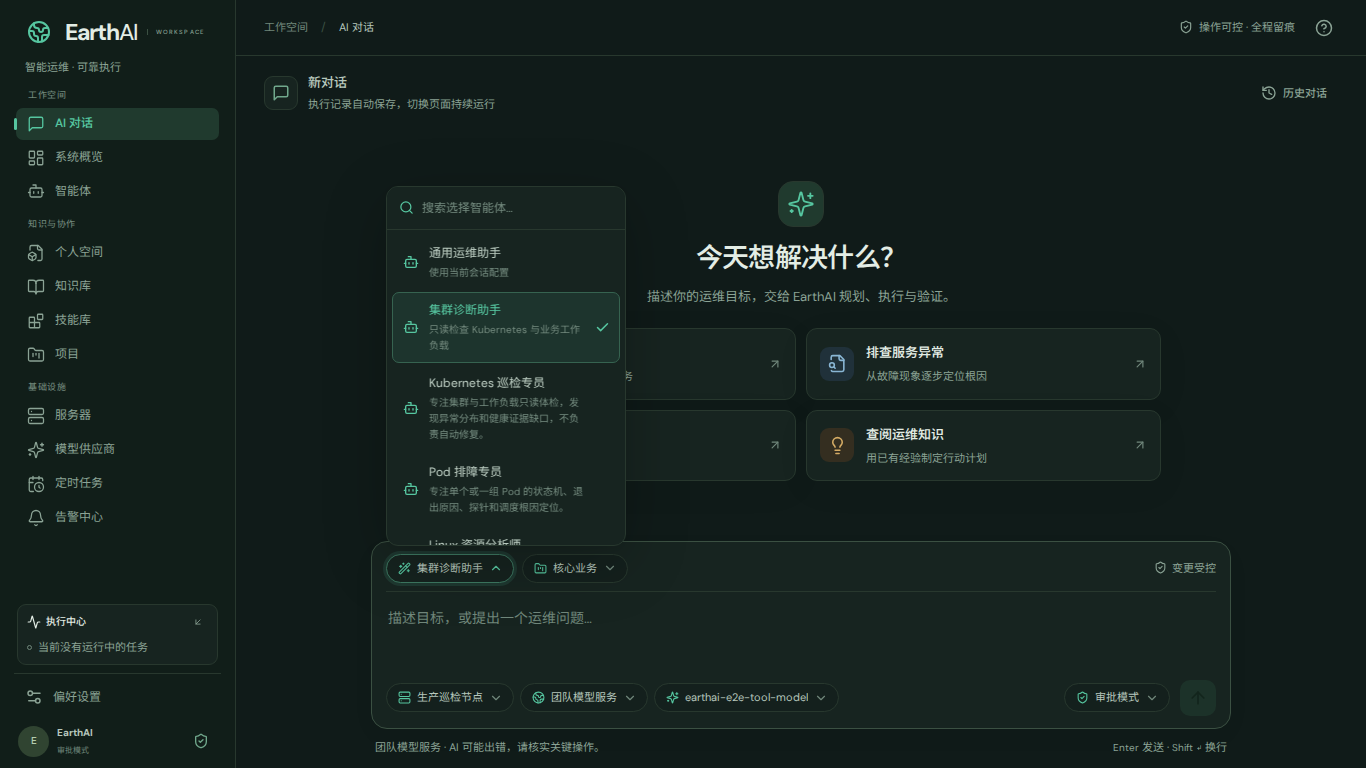 EarthAI | WORKSPACE
智能运维 · 可靠执行
工作空间
AI 对话
系统概览
智能体
知识与协作
个人空间
知识库
技能库
项目
基础设施
服务器
模型供应商
定时任务
告警中心
执行中心
当前没有运行中的任务
偏好设置
E
EarthAI
审批模式
工作空间 / AI 对话
操作可控 · 全程留痕
新对话
执行记录自动保存，切换页面持续运行
历史对话
今天想解决什么？
描述你的运维目标，交给 EarthAI 规划、执行与验证。
搜索选择智能体...
通用运维助手
使用当前会话配置
集群诊断助手
只读检查 Kubernetes 与业务工作
负载
Kubernetes 巡检专员
专注集群与工作负载只读体检，发
现异常分布和健康证据缺口，不负
责自动修复。
Pod 排障专员
专注单个或一组 Pod 的状态机、退
出原因、探针和调度根因定位。
Linux 资源分析师
务
排查服务异常
从故障现象逐步定位根因
查阅运维知识
用已有经验制定行动计划
集群诊断助手
核心业务
变更受控
描述目标，或提出一个运维问题...
生产巡检节点
团队模型服务
earthai-e2e-tool-model
审批模式
团队模型服务 · AI 可能出错，请核实关键操作。
Enter 发送 · Shift ↵ 换行